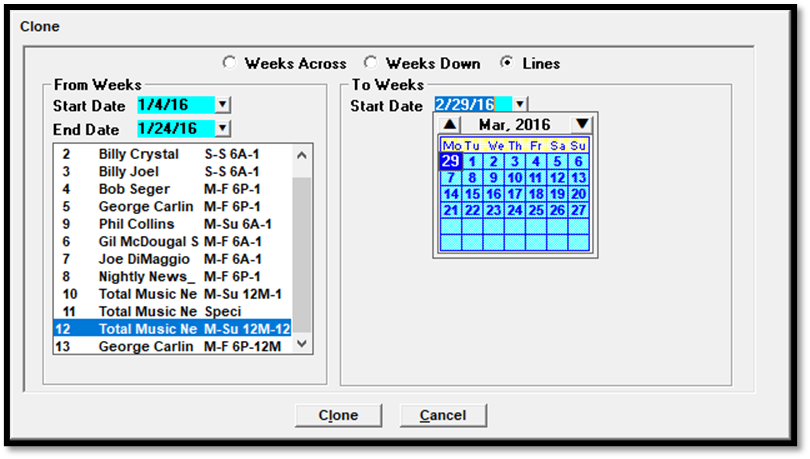 Clone
Weeks Across Weeks Down Lines
From Weeks
Start Date 1/4/16
End Date 1/24/16
2 Billy Crystal S-S 6A-1
3 Billy Joel S-S 6A-1
4 Bob Seger M-F 6P-1
5 George Carlin M-F 6P-1
9 Phil Collins M-Su 6A-1
6 Gil McDougal S M-F 6A-1
7 Joe DiMaggio M-F 6A-1
8 Nightly News_ M-F 6P-1
10 Total Music Ne M-Su 12M-1
11 Total Music Ne Speci
12 Total Music Ne M-Su 12M-12
13 George Carlin M-F 6P-12M
To Weeks
Start Date 2/29/16
Mar, 2016
Mo Tu We Th Fr Sa Su
29 1 2 3 4 5 6
7 8 9 10 11 12 13
14 15 16 17 18 19 20
21 22 23 24 25 26 27
Clone Cancel